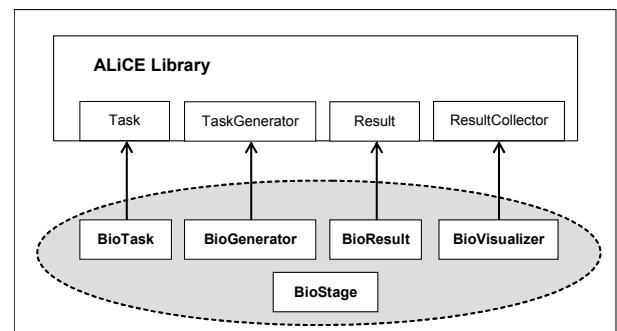 ALiCE Library
Task TaskGenerator Result ResultCollector
BioTask BioGenerator BioResult BioVisualizer
BioStage